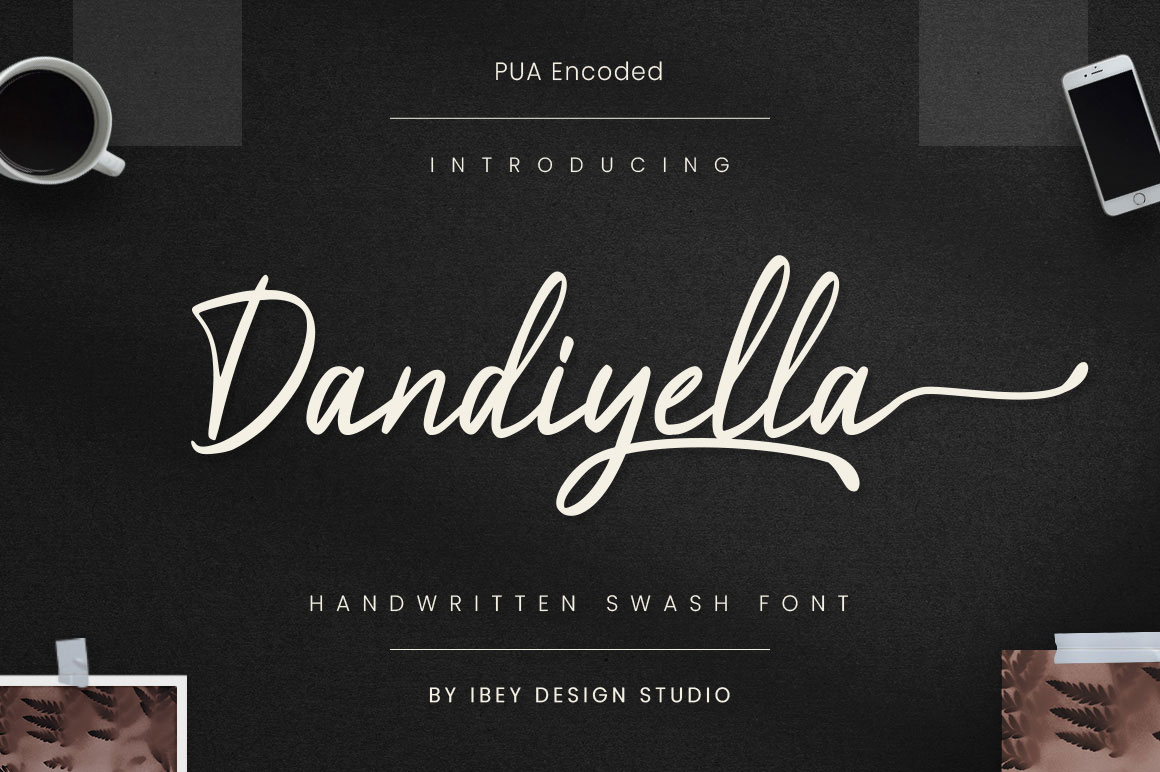 PUA Encoded
INTRODUCING
Dandiyella
HANDWRITTEN SWASH FONT
BY IBEY DESIGN STUDIO